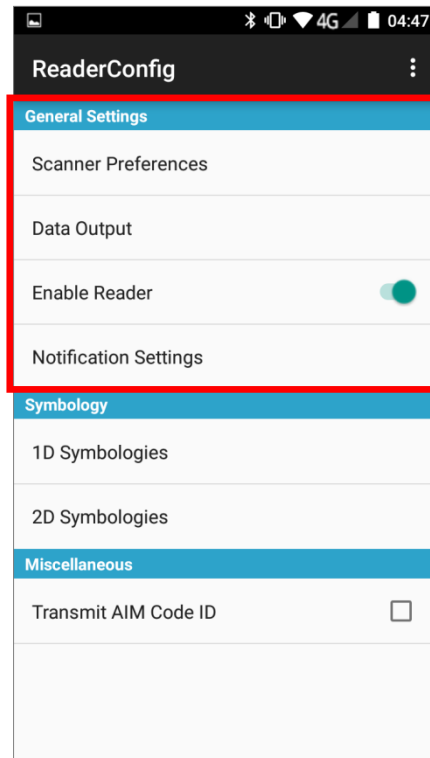 4G 04:47
ReaderConfig
General Settings
Scanner Preferences
Data Output
Enable Reader
Notification Settings
Symbology
1D Symbologies
2D Symbologies
Miscellaneous
Transmit AIM Code ID